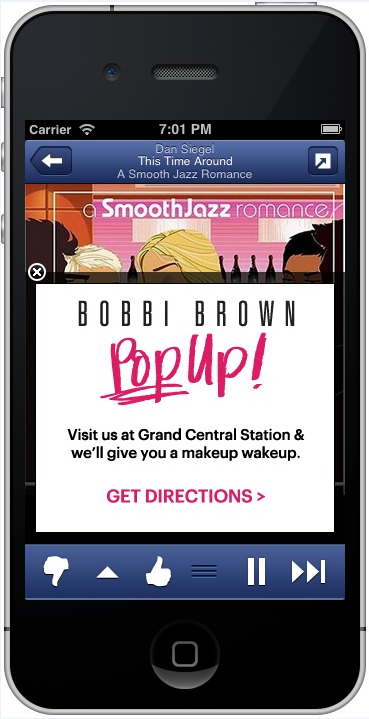 Carrier 7:01 PM
Dan Siegel
This Time Around
A Smooth Jazz Romance
a SmoothJazz romance
BOBBI BROWN
PopUp!
Visit us at Grand Central Station &
we'll give you a makeup wakeup.
GET DIRECTIONS >